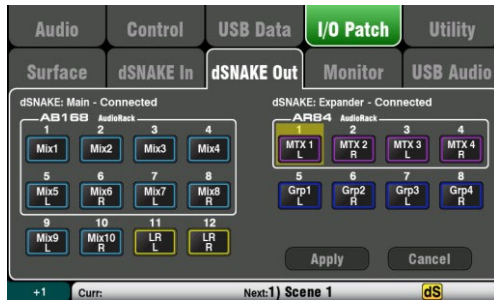 Audio Control USB Data I/O Patch Utility
Surface dSNAKE In dSNAKE Out Monitor USB Audio
dSNAKE: Main - Connected
AB168 AudioRack
1 2 3 4
Mix1 Mix2 Mix3 Mix4
5 6 7 8
Mix5 L Mix6 R Mix7 L Mix8 R
9 10 11 12
Mix9 L Mix10 R LR L LR R
dSNAKE: Expander - Connected
AR84 AudioRack
1 2 3 4
MTX 1 L MTX 2 R MTX 3 L MTX 4 R
5 6 7 8
Grp1 L Grp2 R Grp3 L Grp4 R
Apply Cancel
+1 Curr: Next:1) Scene 1 dS